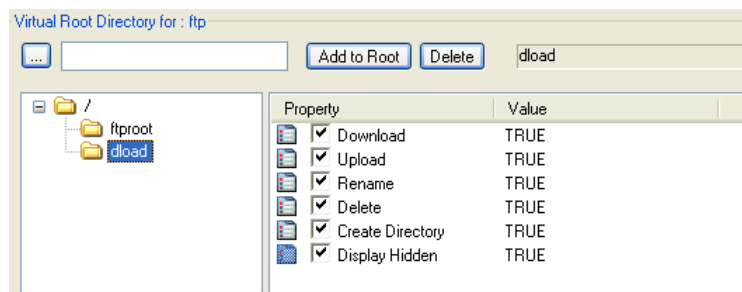 Virtual Root Directory for : ftp
... Add to Root Delete dload
/
ftproot
dload
Property Value
Download TRUE
Upload TRUE
Rename TRUE
Delete TRUE
Create Directory TRUE
Display Hidden TRUE